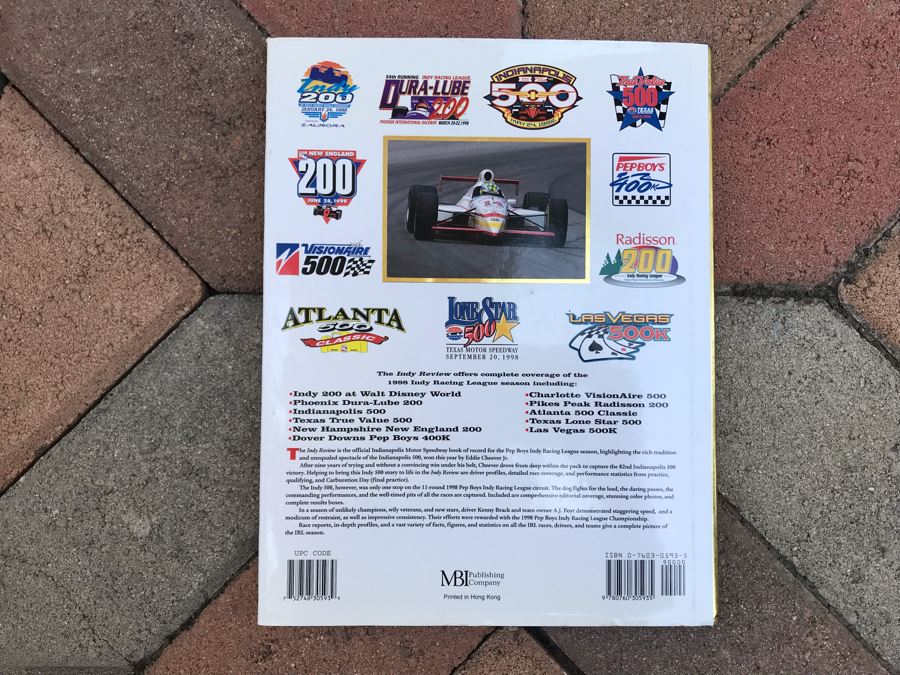 Indy
200
JANUARY 24, 1998
AURORA
54th RUNNING INDY RACING LEAGUE
DURA-LUBE
200
PHOENIX INTERNATIONAL RACEWAY MARCH 20-22, 1998
INDIANAPOLIS
500
MAY 24, 1998
True Value
500
TEXAS
NEW ENGLAND
200
JUNE 28, 1998
PEP BOYS
400K
VISIONAIRE
500
Radisson
200
Indy Racing League
ATLANTA
500
CLASSIC
LONE STAR
500
TEXAS MOTOR SPEEDWAY
SEPTEMBER 20, 1998
LAS VEGAS
500K
The Indy Review offers complete coverage of the
1998 Indy Racing League season including:
•Indy 200 at Walt Disney World
•Phoenix Dura-Lube 200
•Indianapolis 500
•Texas True Value 500
•New Hampshire New England 200
•Dover Downs Pep Boys 400K
•Charlotte VisionAire 500
•Pikes Peak Radisson 200
•Atlanta 500 Classic
•Texas Lone Star 500
•Las Vegas 500K
The Indy Review is the official Indianapolis Motor Speedway book of record for the Pep Boys Indy Racing League season, highlighting the rich tradition
and unequaled spectacle of the Indianapolis 500, won this year by Eddie Cheever Jr.
After nine years of trying and without a convincing win under his belt, Cheever drove from deep within the pack to capture the 82nd Indianapolis 500
victory. Helping to bring this Indy 500 story to life in the Indy Review are driver profiles, detailed race coverage, and performance statistics from practice,
qualifying, and Carburetion Day (final practice).
The Indy 500, however, was only one stop on the 11-round 1998 Pep Boys Indy Racing League circuit. The dog fights for the lead, the daring passes, the
commanding performances, and the well-timed pits of all the races are captured. Included are comprehensive editorial coverage, stunning color photos, and
complete results boxes.
In a season of unlikely champions, wily veterans, and new stars, driver Kenny Brack and team owner A.J. Foyt demonstrated staggering speed, and a
modicum of restraint, as well as impressive consistency. Their efforts were rewarded with the 1998 Pep Boys Indy Racing League Championship.
Race reports, in-depth profiles, and a vast variety of facts, figures, and statistics on all the IRL races, drivers, and teams give a complete picture of
the IRL season.
UPC CODE
7 52748 30593 9
MBI Publishing
Company
Printed in Hong Kong
ISBN 0-7603-0593-5
90000
9 780760 305935